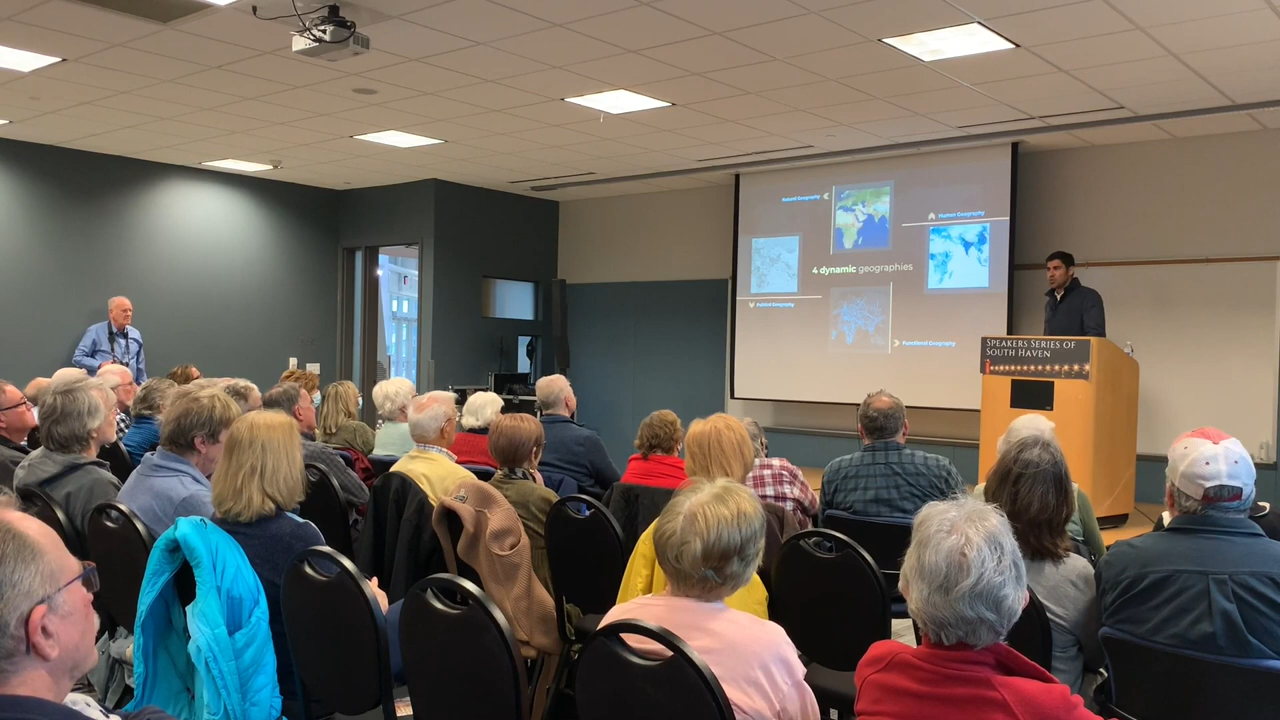 Natural Geography
Human Geography
4 dynamic geographies
Political Geography
Functional Geography
SPEAKERS SERIES OF
SOUTH HAVEN